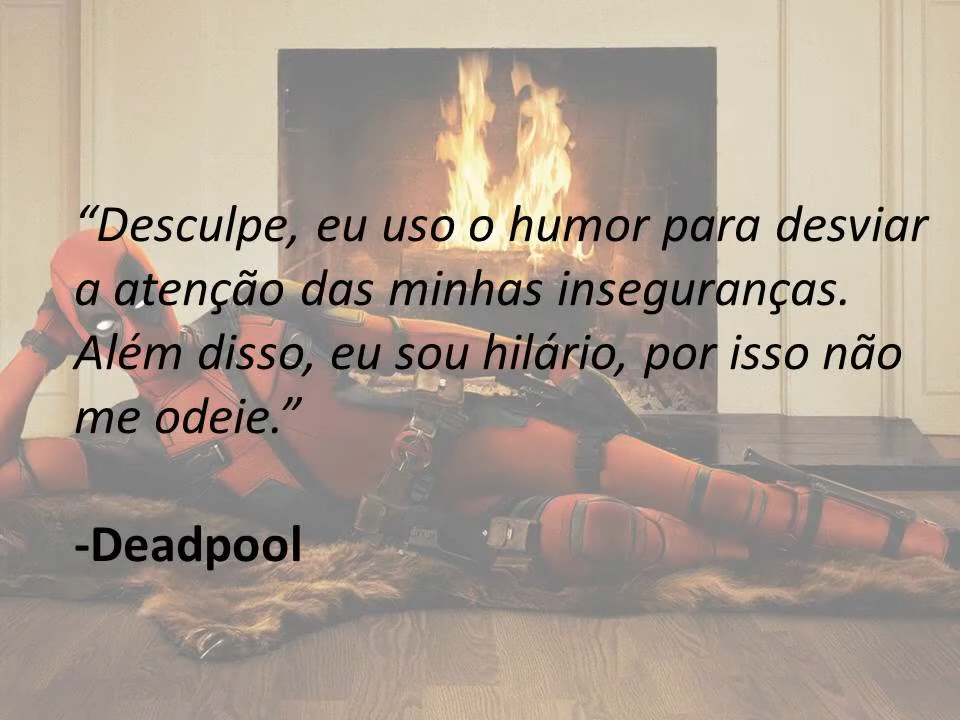 “Desculpe, eu uso o humor para desviar
a atenção das minhas inseguranças.
Além disso, eu sou hilário, por isso não
me odeie.”
-Deadpool